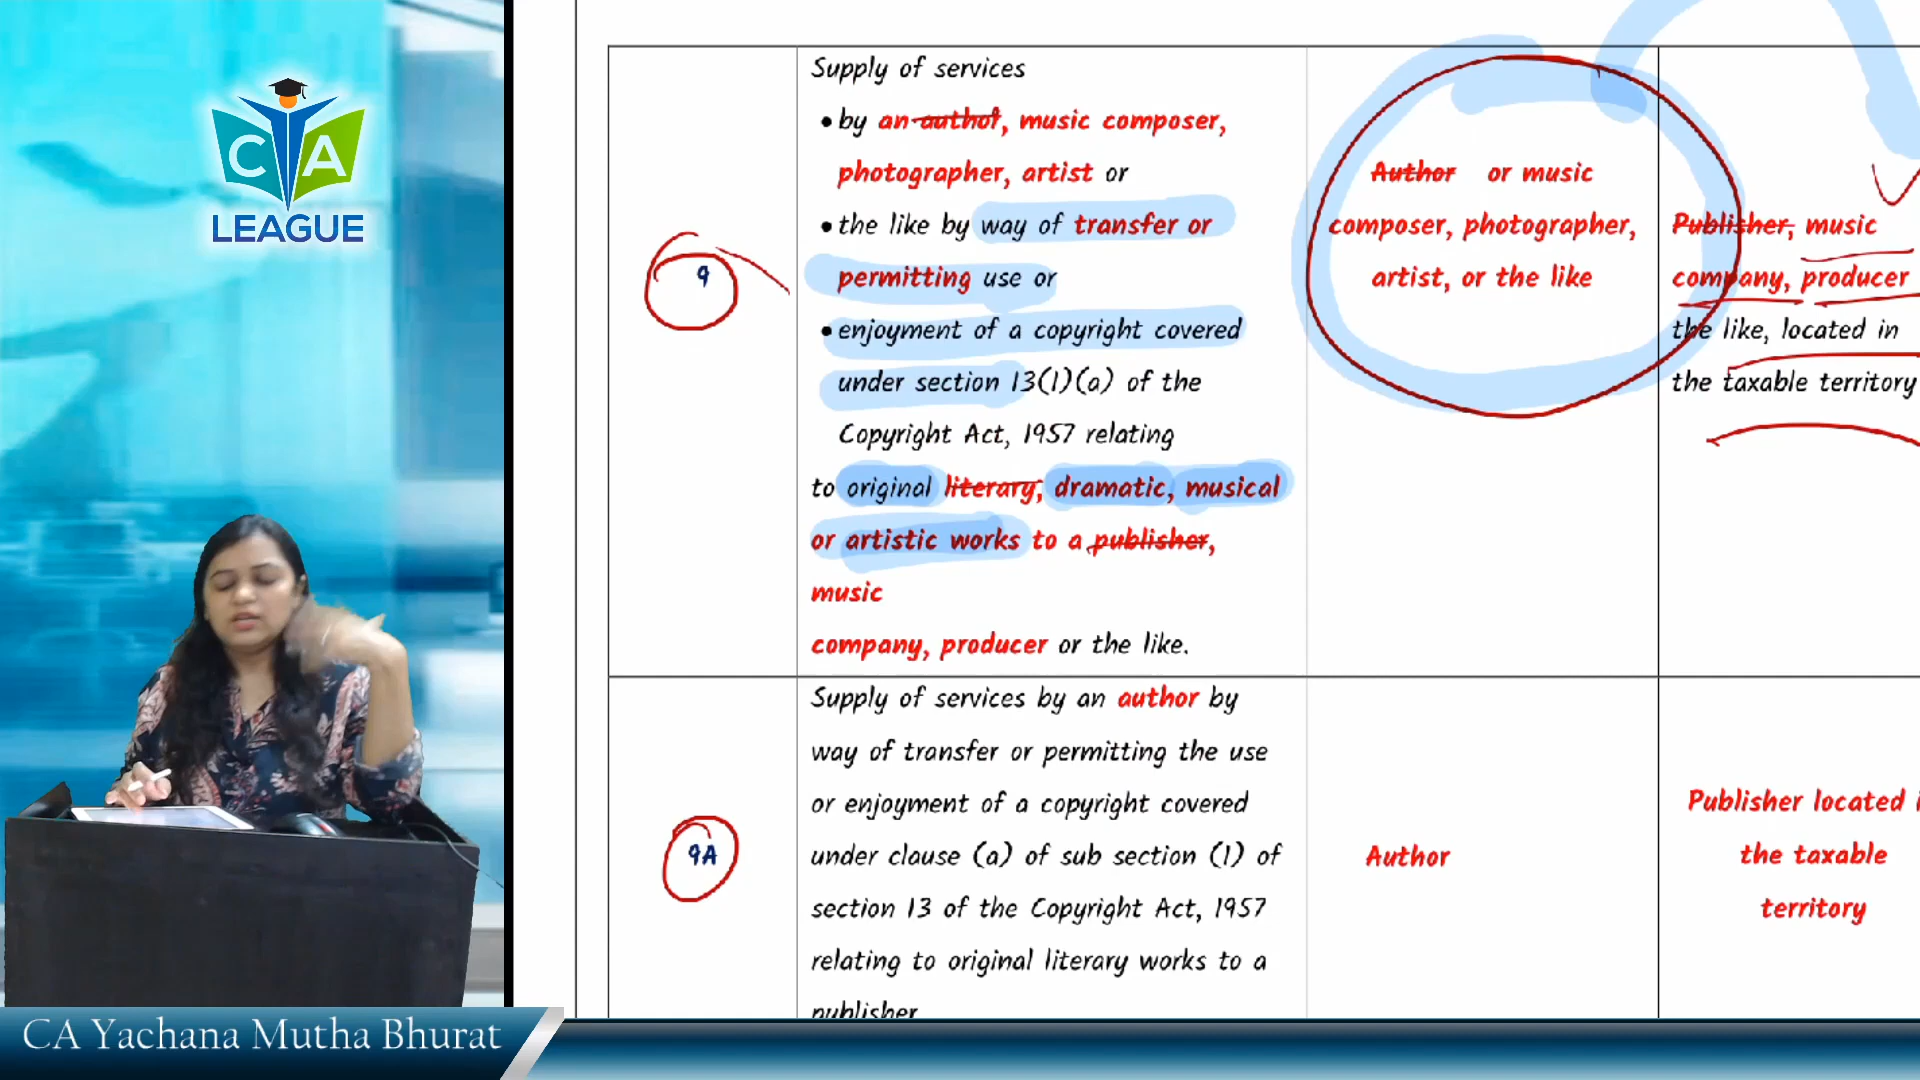 CA
LEAGUE
9
Supply of services
• by an author, music composer,
photographer, artist or
• the like by way of transfer or
permitting use or
• enjoyment of a copyright covered
under section 13(1)(a) of the
Copyright Act, 1957 relating
to original literary, dramatic, musical
or artistic works to a publisher,
music
company, producer or the like.
Author or music
composer, photographer,
artist, or the like
Publisher, music
company, producer
the like, located in
the taxable territory
9A
Supply of services by an author by
way of transfer or permitting the use
or enjoyment of a copyright covered
under clause (a) of sub section (1) of
section 13 of the Copyright Act, 1957
relating to original literary works to a
publisher
Author
Publisher located
the taxable
territory
CA Yachana Mutha Bhurat